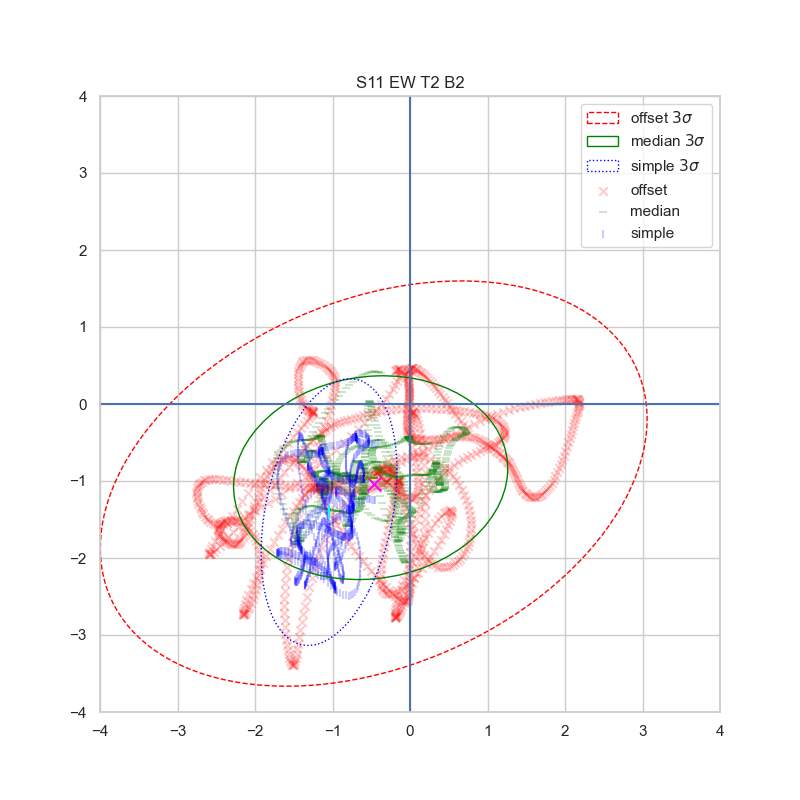 S11 EW T2 B2
offset 3σ
median 3σ
simple 3σ
offset
median
simple
4
3
2
1
0
−1
−2
−3
−4
−4 −3 −2 −1 0 1 2 3 4